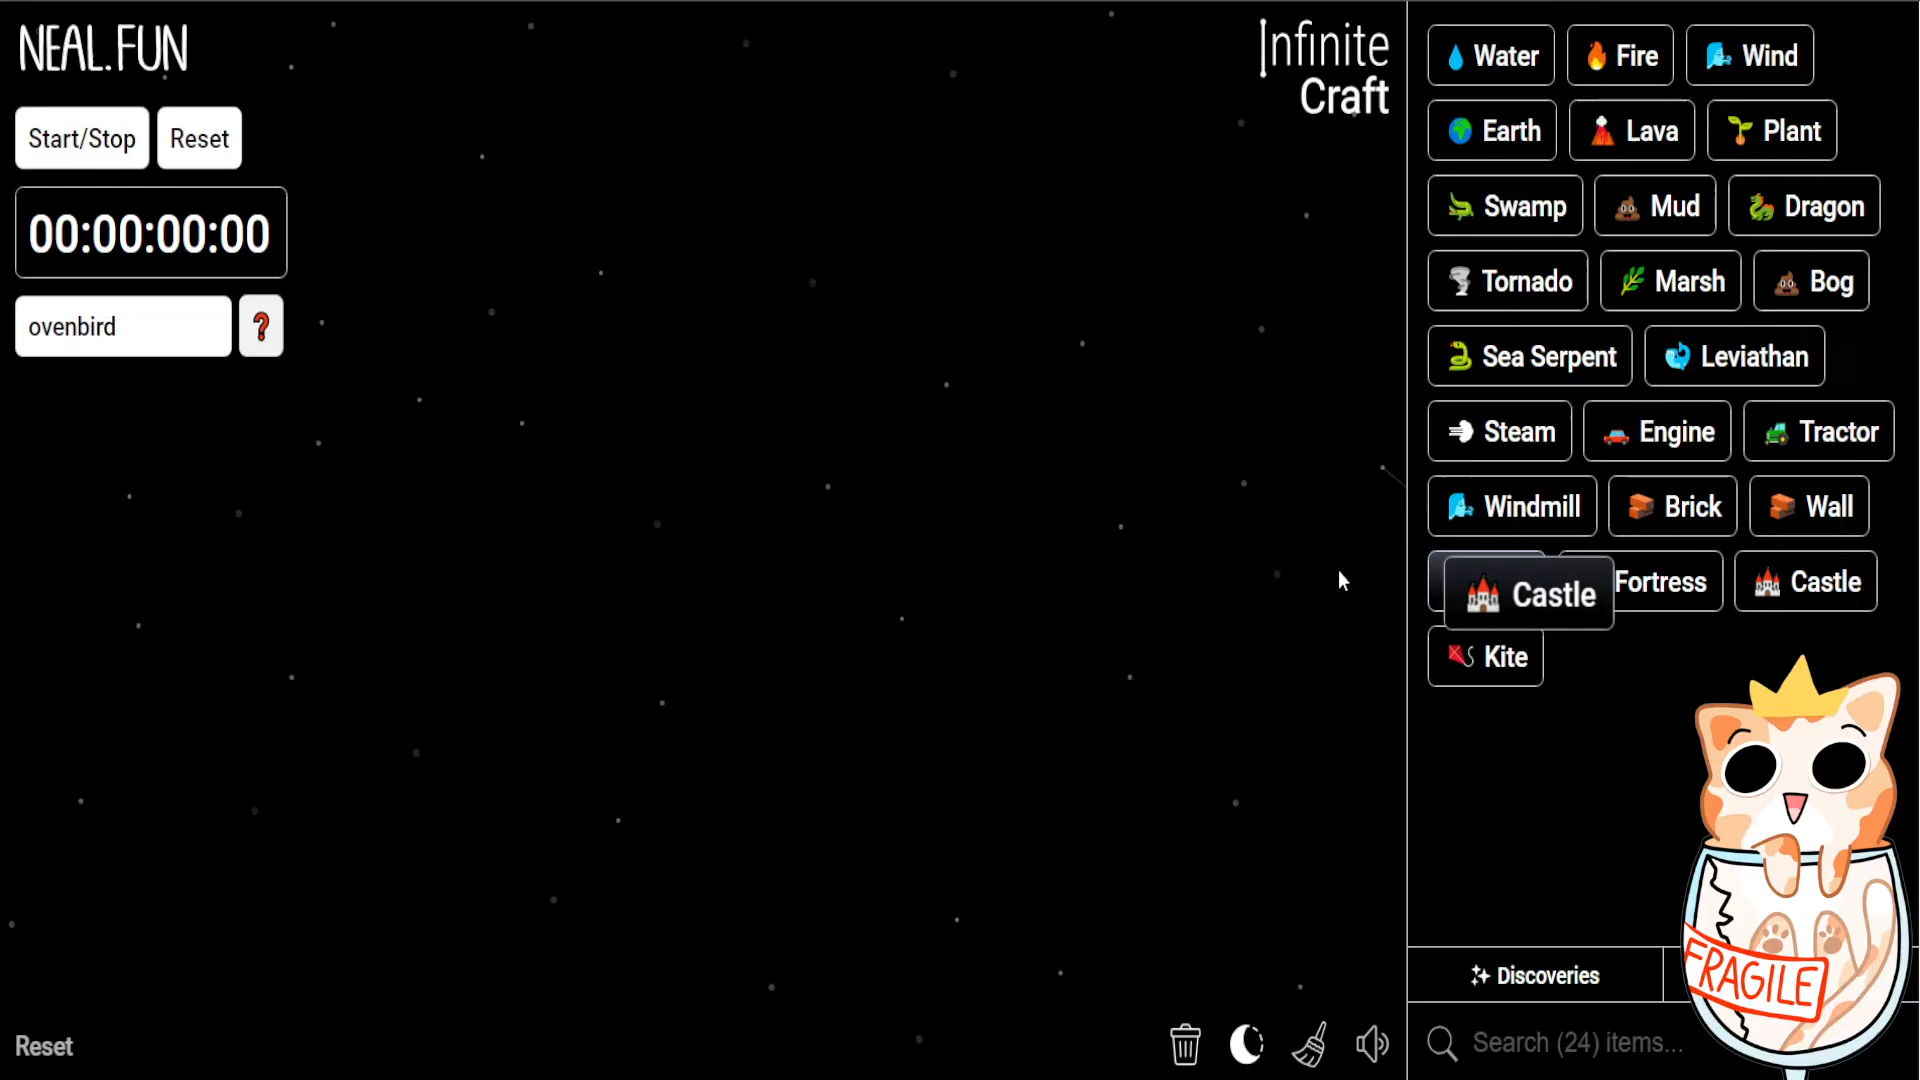 NEAL.FUN
Infinite
Craft
Start/Stop Reset
00:00:00:00
ovenbird ?
Water Fire Wind
Earth Lava Plant
Swamp Mud Dragon
Tornado Marsh Bog
Sea Serpent Leviathan
Steam Engine Tractor
Windmill Brick Wall
Castle Fortress Castle
Kite
FRAGILE
Discoveries
Search (24) items...
Reset